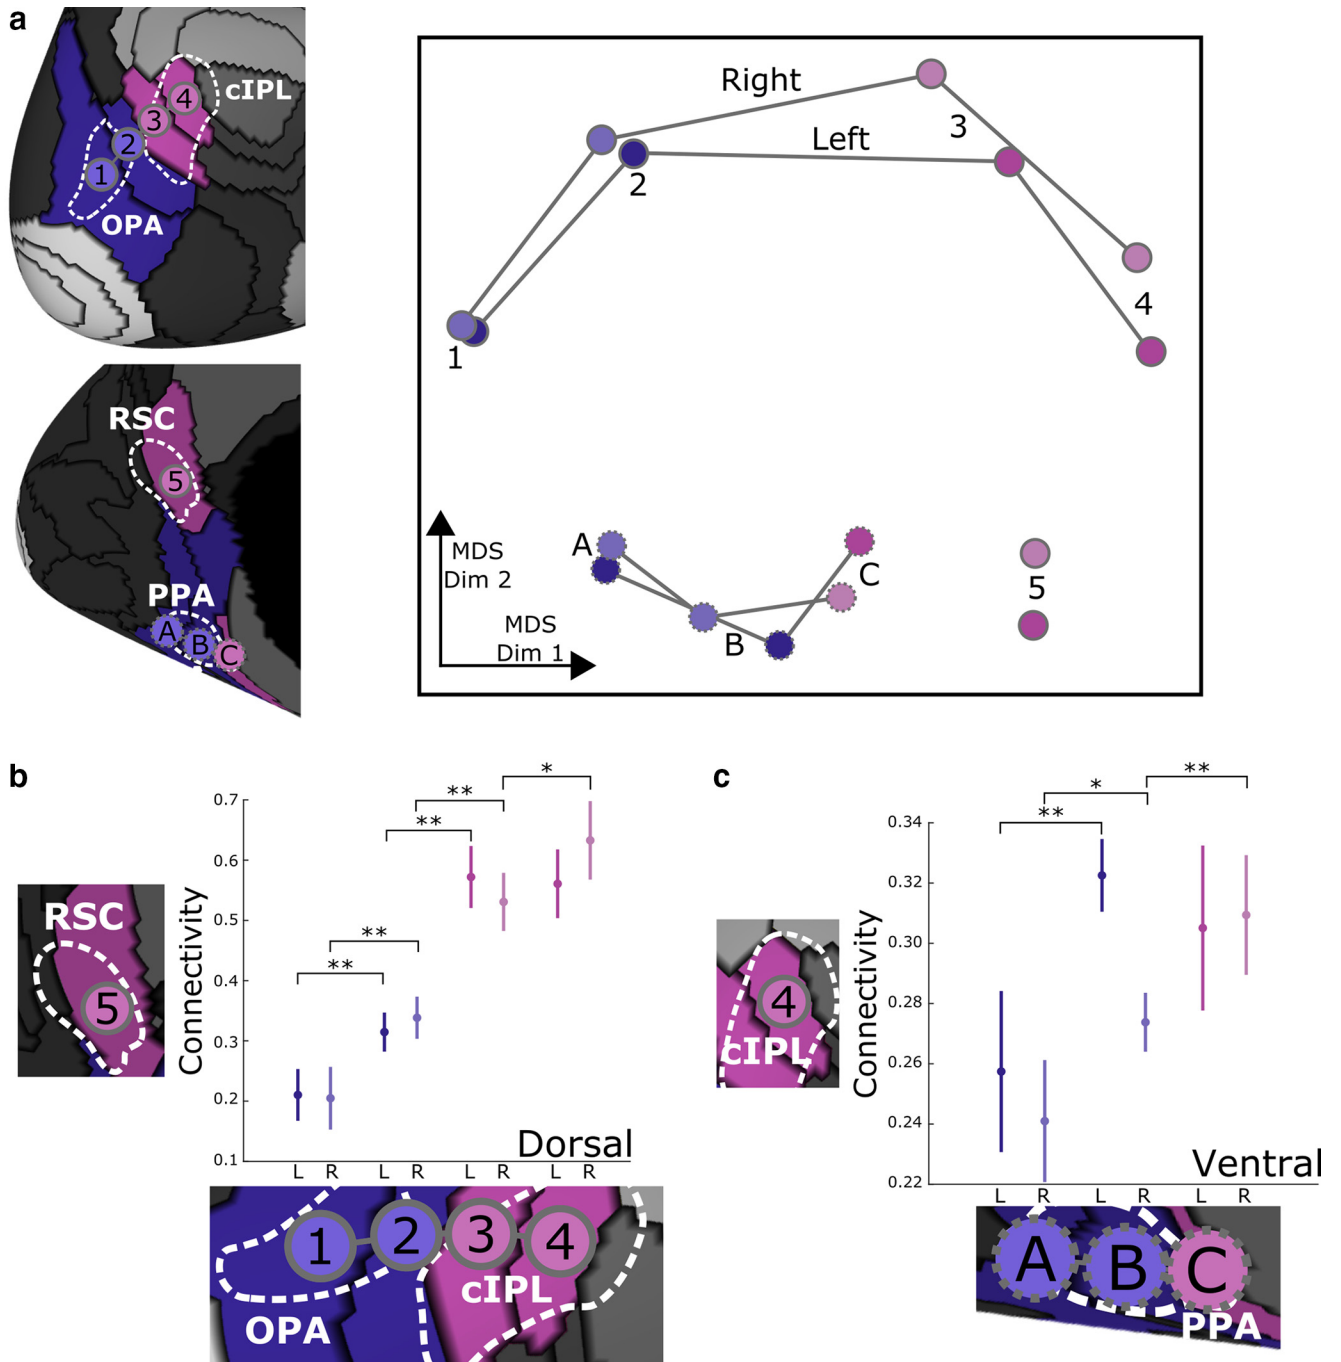 a
cIPL
4
3
2
1
OPA
RSC
5
PPA
A
B
C
Right
Left
3
2
4
1
A
B
C
5
MDS
Dim 2
MDS
Dim 1
b
RSC
5
Connectivity
0.7
0.6
0.5
0.4
0.3
0.2
0.1
**
**
**
**
*
Dorsal
L R L R L R L R
1 2 3 4
cIPL
OPA
c
4
cIPL
Connectivity
0.34
0.32
0.30
0.28
0.26
0.24
0.22
**
*
**
Ventral
L R L R L R
A B C
PPA